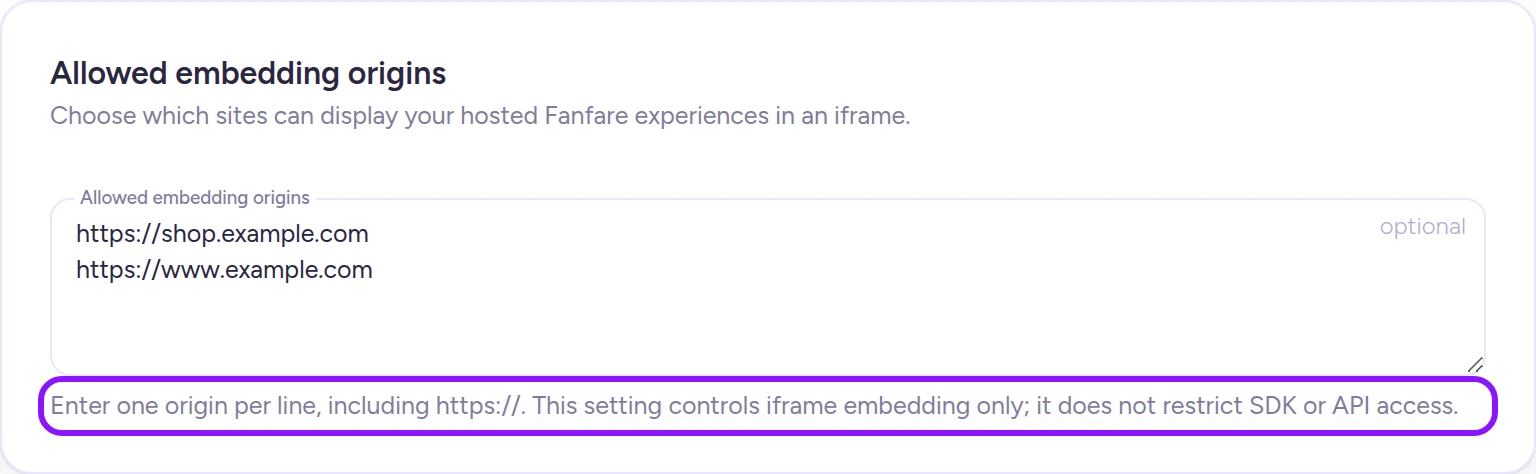 Allowed embedding origins
Choose which sites can display your hosted Fanfare experiences in an iframe.
Allowed embedding origins
optional
https://shop.example.com
https://www.example.com
Enter one origin per line, including https://. This setting controls iframe embedding only; it does not restrict SDK or API access.